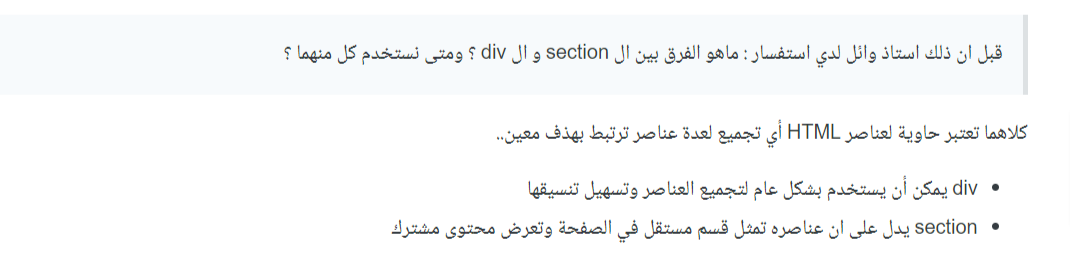 قبل ان ذلك استاذ وائل لدي استفسار : ماهو الفرق بين ال section و ال div ؟ ومتى نستخدم كل منهما ؟
كلاهما تعتبر حاوية لعناصر HTML أي تجميع لعدة عناصر ترتبط بهذف معين..
• div يمكن أن يستخدم بشكل عام لتجميع العناصر وتسهيل تنسيقها
• section يدل على ان عناصره تمثل قسم مستقل في الصفحة وتعرض محتوى مشترك